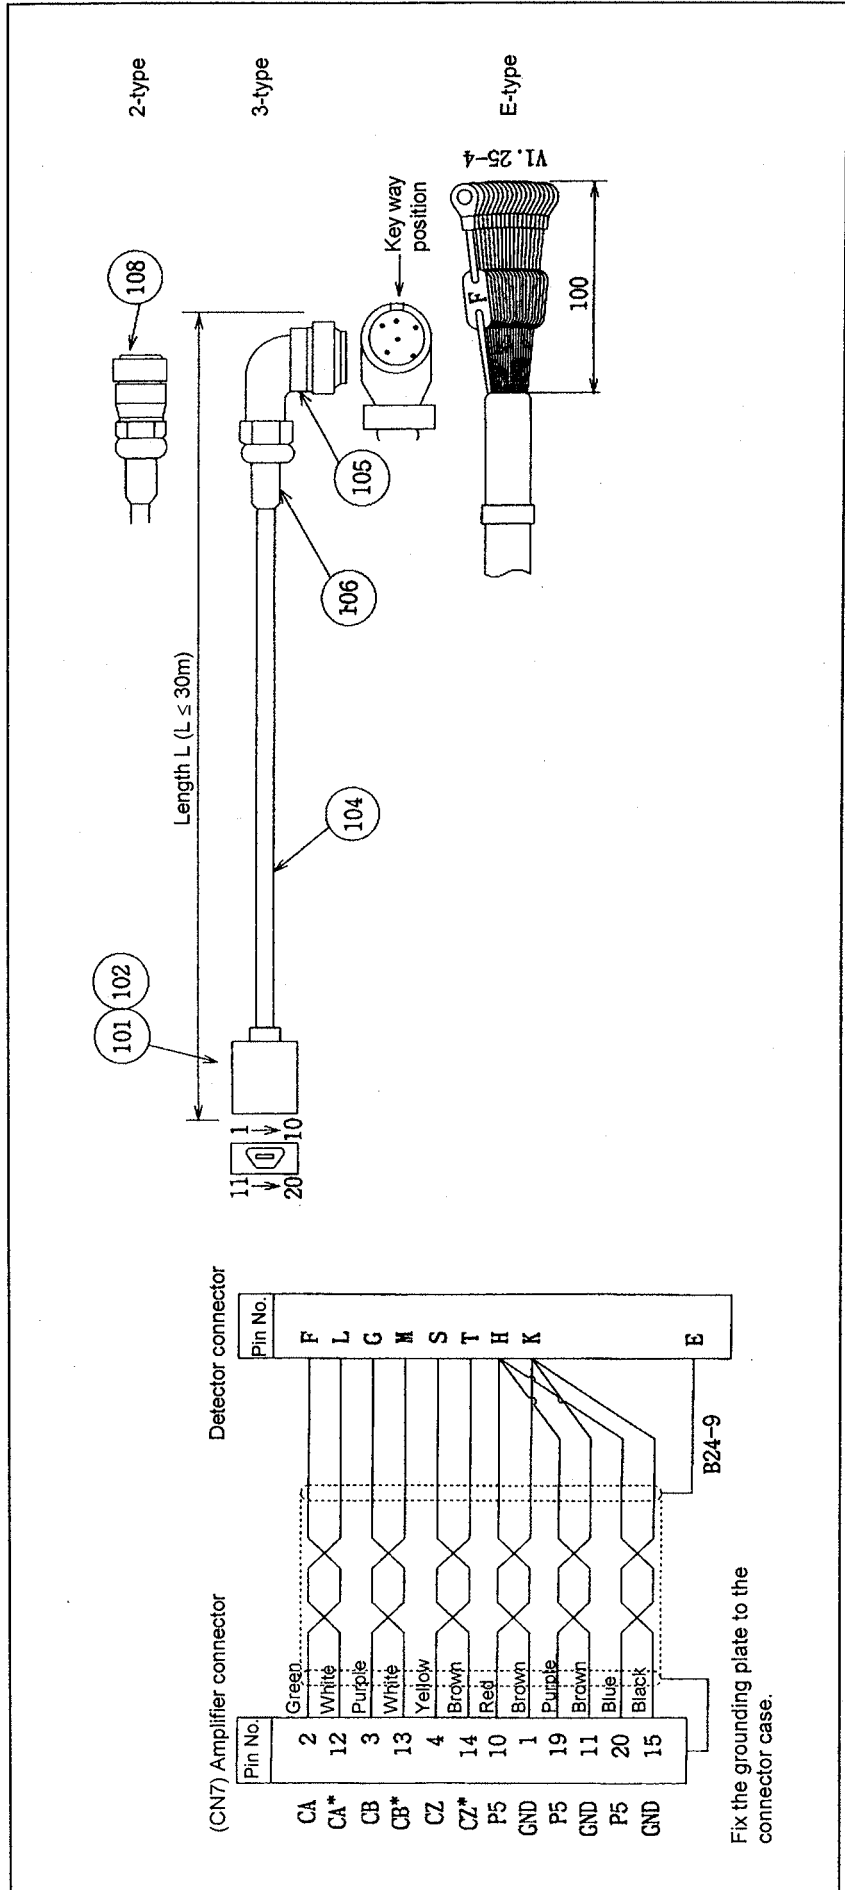 2-type
3-type
E-type
108
Length L (L ≤ 30m)
101
102
104
106
105
Key way
position
V1.25-4
F
100
1
10
11
20
(CN7) Amplifier connector
Detector connector
Pin No.
Pin No.
CA 2 Green F
CA* 12 White L
CB 3 Purple G
CB* 13 White M
CZ 4 Yellow S
CZ* 14 Brown T
P5 10 Red H
GND 1 Brown K
P5 19 Purple
GND 11 Brown
P5 20 Blue
GND 15 Black
E
B24-9
Fix the grounding plate to the
connector case.